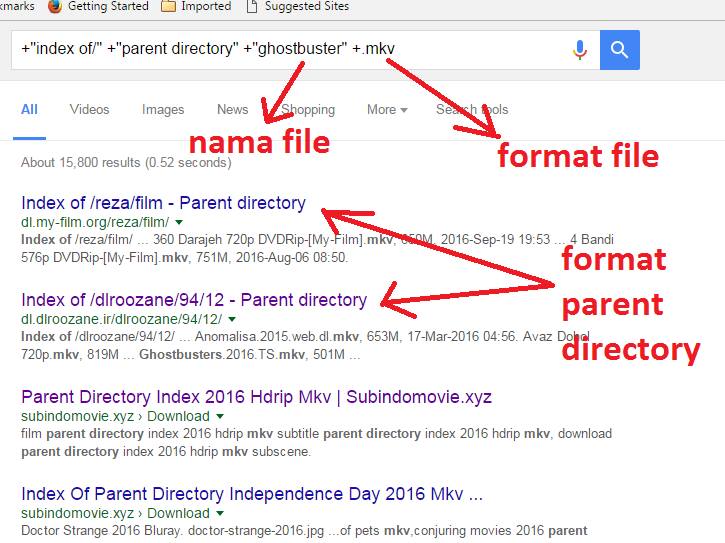 kmarks Getting Started Imported Suggested Sites
+"index of/" +"parent directory" +"ghostbuster" +.mkv
All Videos Images News Shopping More Search tools
nama file
format file
About 15,800 results (0.52 seconds)
Index of /reza/film - Parent directory
dl.my-film.org/reza/film/
Index of /reza/film/ ... 360 Darajeh 720p DVDRip-[My-Film].mkv, 650M, 2016-Sep-19 19:53 ... 4 Bandi
576p DVDRip-[My-Film].mkv, 751M, 2016-Aug-06 08:50.
format
parent
directory
Index of /dlroozane/94/12 - Parent directory
dl.dlroozane.ir/dlroozane/94/12/
Index of /dlroozane/94/12/ ... Anomalisa.2015.web.dl.mkv, 653M, 17-Mar-2016 04:56. Avaz Dohol
720p.mkv, 819M ... Ghostbusters.2016.TS.mkv, 501M ...
Parent Directory Index 2016 Hdrip Mkv | Subindomovie.xyz
subindomovie.xyz › Download
film parent directory index 2016 hdrip mkv subtitle parent directory index 2016 hdrip mkv, download
parent directory index 2016 hdrip mkv subscene.
Index Of Parent Directory Independence Day 2016 Mkv ...
subindomovie.xyz › Download
Doctor Strange 2016 Bluray. doctor-strange-2016.jpg ...of pets mkv,conjuring movies 2016 parent